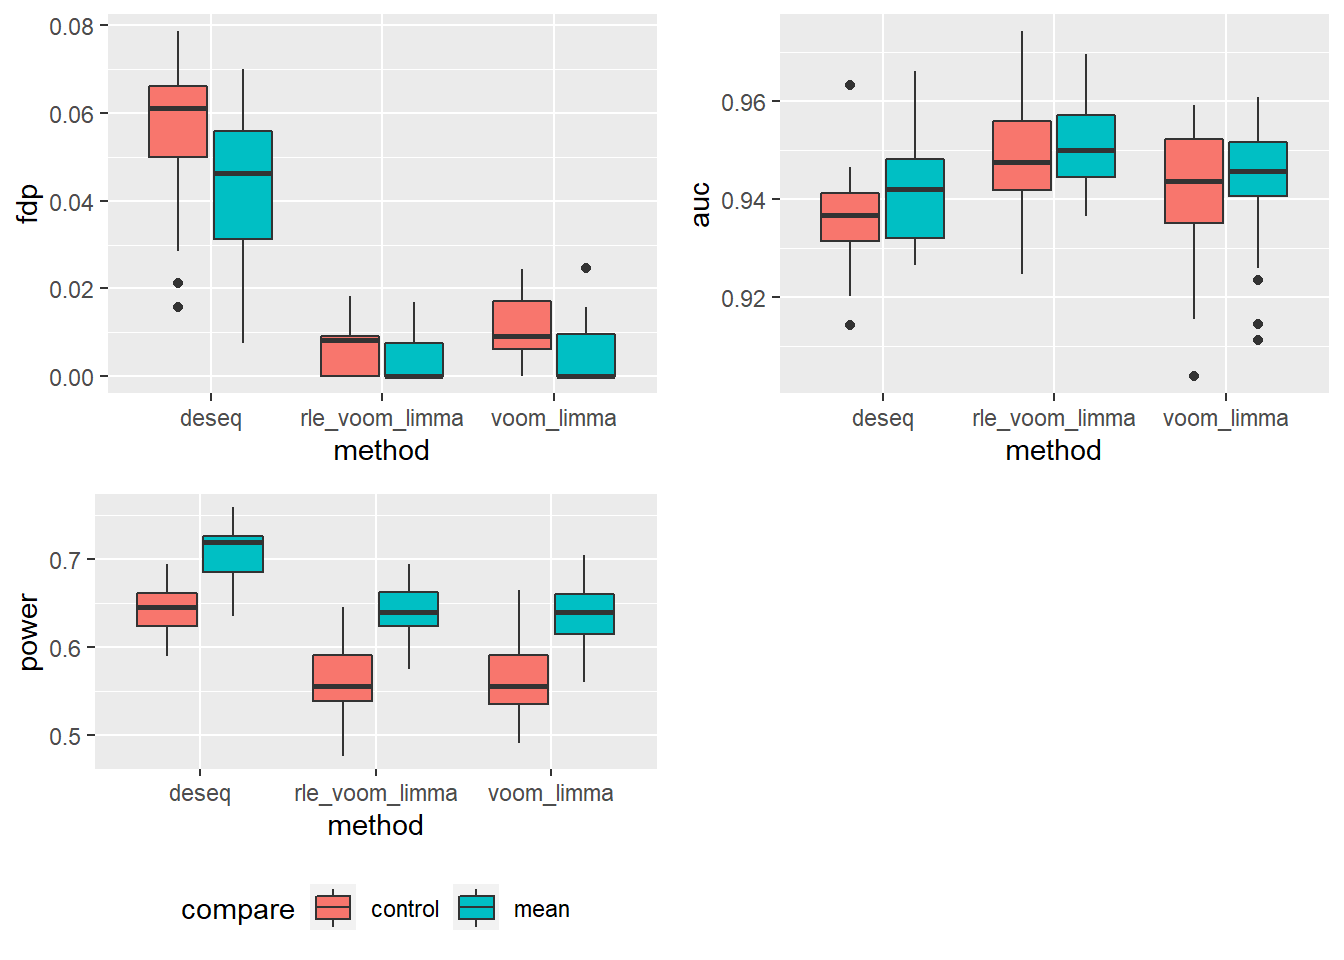 fdp
0.08
0.06
0.04
0.02
0.00
deseq rle_voom_limma voom_limma
method
auc
0.96
0.94
0.92
deseq rle_voom_limma voom_limma
method
power
0.7
0.6
0.5
deseq rle_voom_limma voom_limma
method
compare control mean